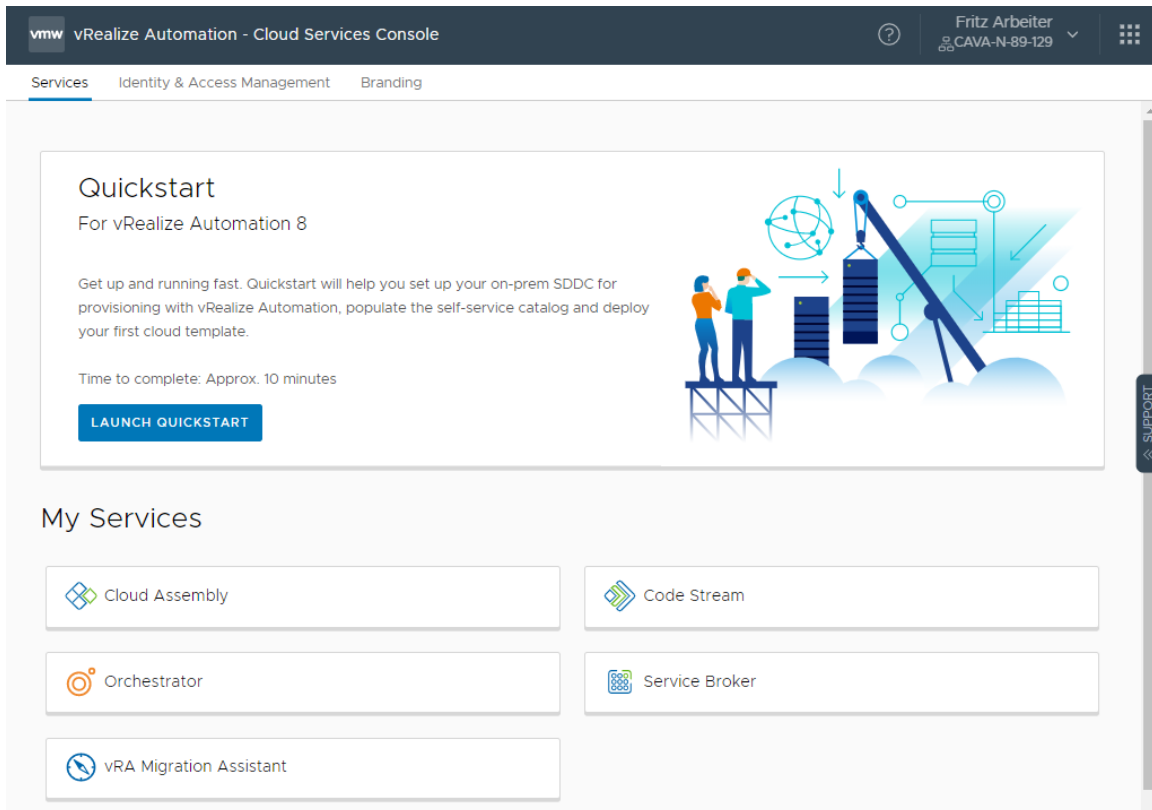 vmw vRealize Automation - Cloud Services Console
Fritz Arbeiter
CAVA-N-89-129
Services Identity & Access Management Branding
Quickstart
For vRealize Automation 8
Get up and running fast. Quickstart will help you set up your on-prem SDDC for
provisioning with vRealize Automation, populate the self-service catalog and deploy
your first cloud template.
Time to complete: Approx. 10 minutes
LAUNCH QUICKSTART
SUPPORT
My Services
Cloud Assembly
Code Stream
Orchestrator
Service Broker
vRA Migration Assistant